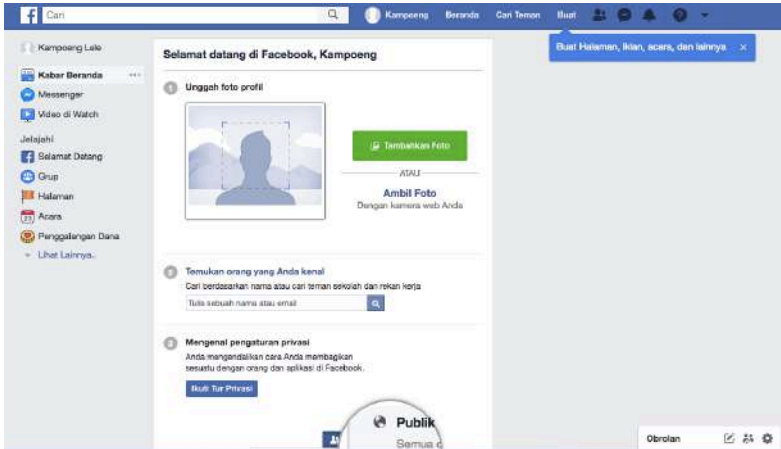 Cari
Kampoeng Beranda Cari Teman Buat
Buat Halaman, Iklan, acara, dan lainnya ×
Kampoeng Lele
Kabar Beranda
Messenger
Video di Watch
Jelajahi
Selamat Datang
Grup
Halaman
Acara
Penggalangan Dana
Lihat Lainnya..
Selamat datang di Facebook, Kampoeng
1 Unggah foto profil
Tambahkan Foto
ATAU
Ambil Foto
Dengan kamera web Anda
Temukan orang yang Anda kenal
Cari berdasarkan nama atau cari teman sekolah dan rekan kerja
Tulis sebuah nama atau email
Mengenal pengaturan privasi
Anda mengendalikan cara Anda membagikan
sesuatu dengan orang dan aplikasi di Facebook.
Ikuti Tur Privasi
Publik
Semua
Obrolan